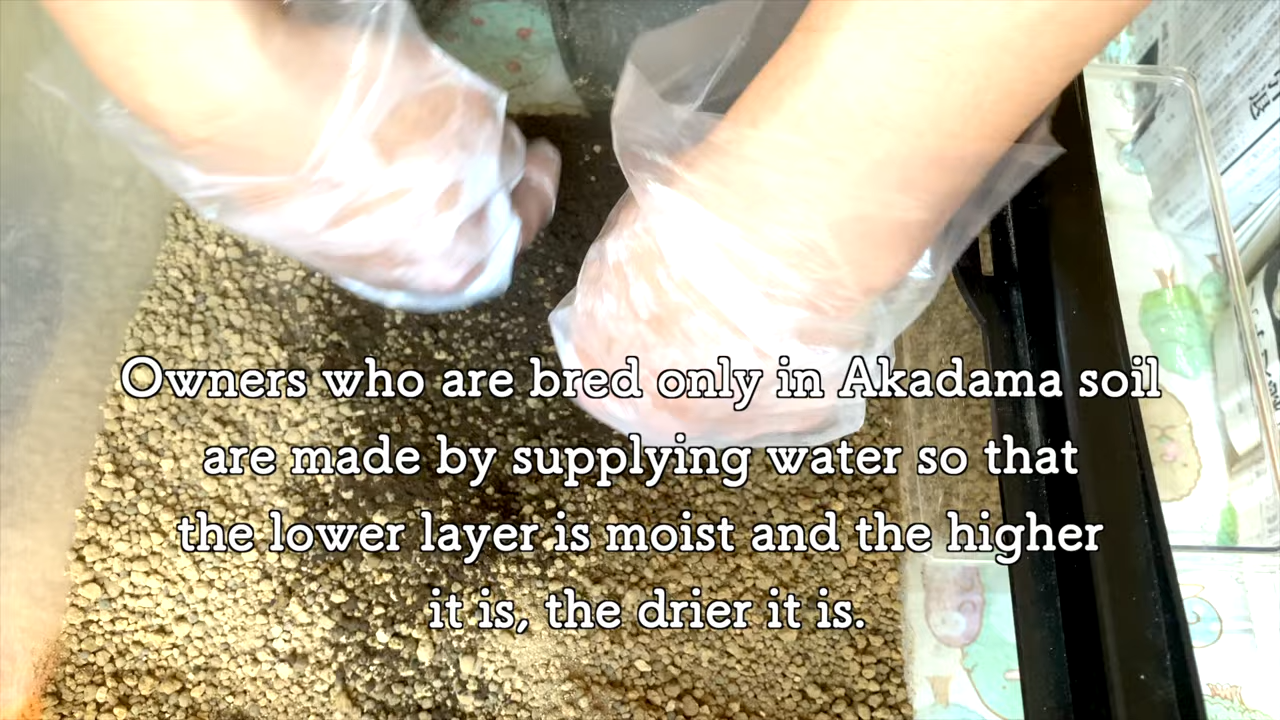 Owners who are bred only in Akadama soil
are made by supplying water so that
the lower layer is moist and the higher
it is, the drier it is.